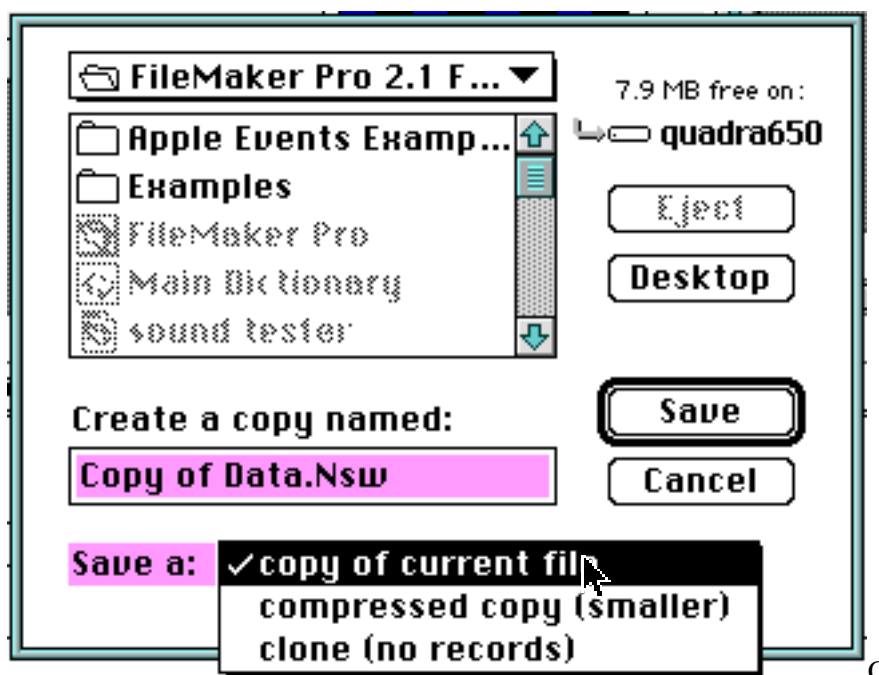 FileMaker Pro 2.1 F...
7.9 MB free on:
quadra650
Apple Events Examp...
Examples
FileMaker Pro
Main Dictionary
sound tester
Eject
Desktop
Create a copy named:
Save
Copy of Data.Nsw
Cancel
Save a:
✓copy of current file
compressed copy (smaller)
clone (no records)